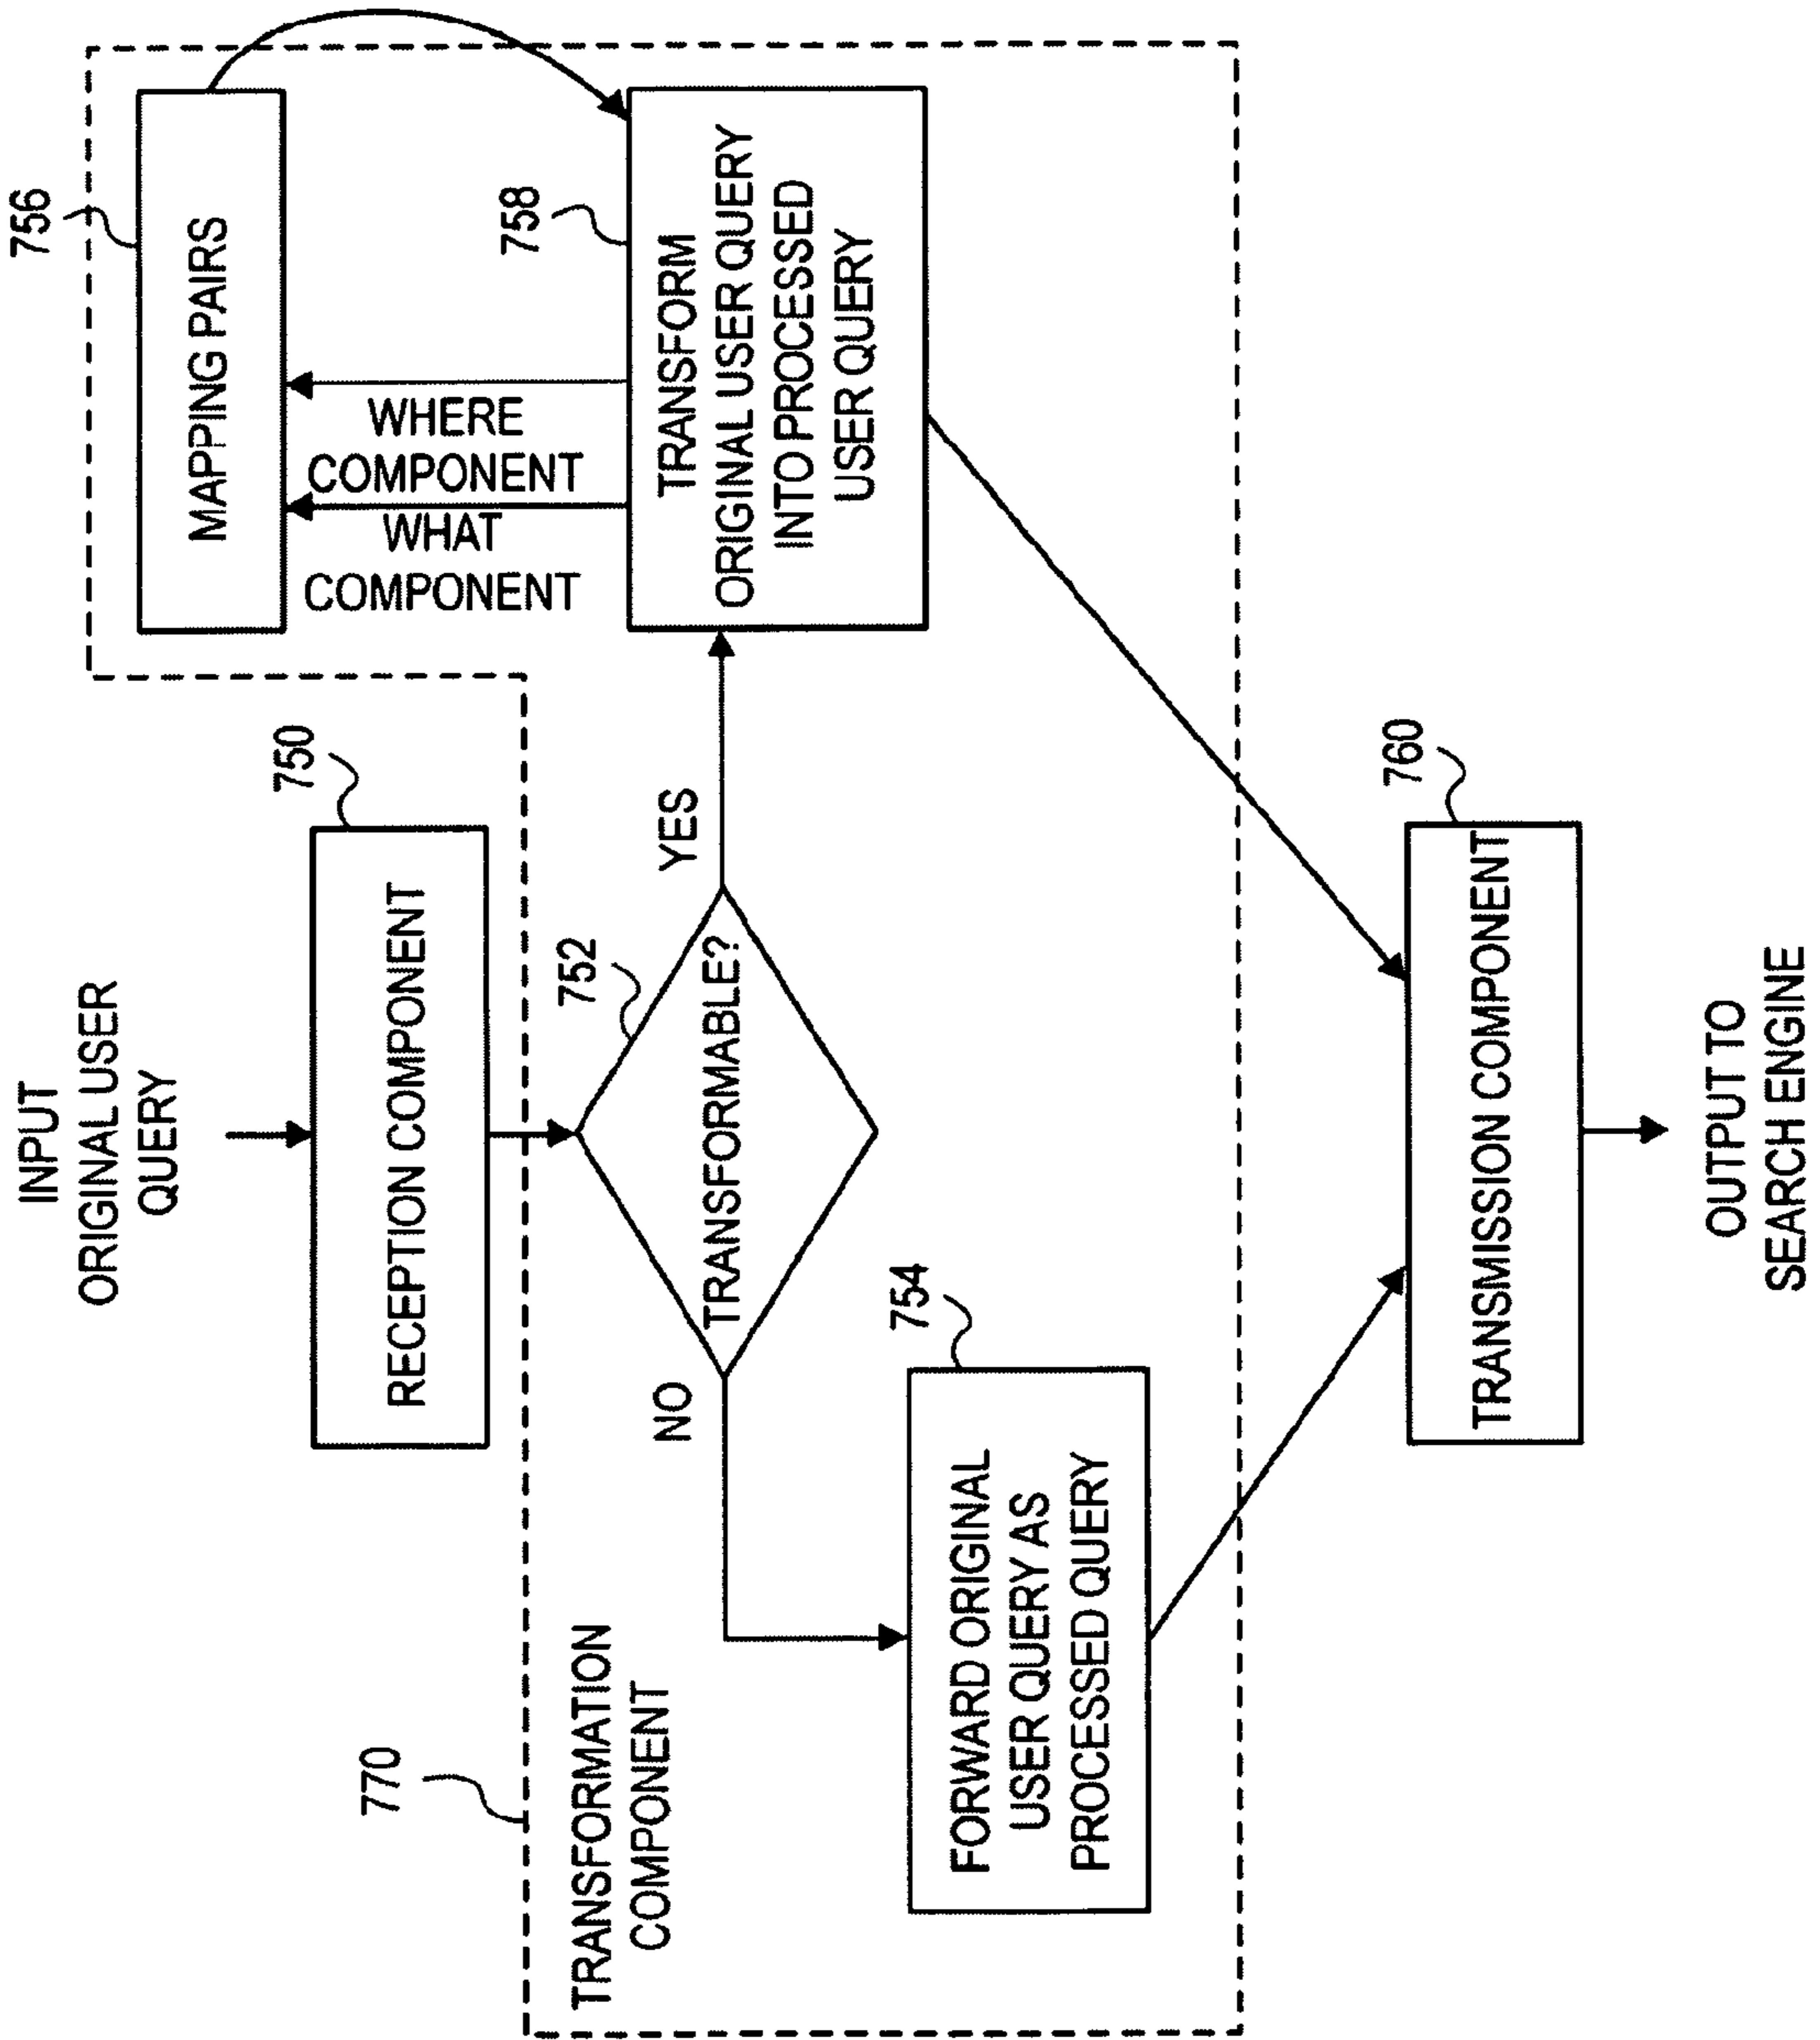 INPUT
ORIGINAL USER
QUERY
750
RECEPTION COMPONENT
756
MAPPING PAIRS
WHERE
COMPONENT
WHAT
COMPONENT
770
TRANSFORMATION
COMPONENT
752
TRANSFORMABLE?
NO
YES
758
TRANSFORM
ORIGINAL USER QUERY
INTO PROCESSED
USER QUERY
754
FORWARD ORIGINAL
USER QUERY AS
PROCESSED QUERY
760
TRANSMISSION COMPONENT
OUTPUT TO
SEARCH ENGINE